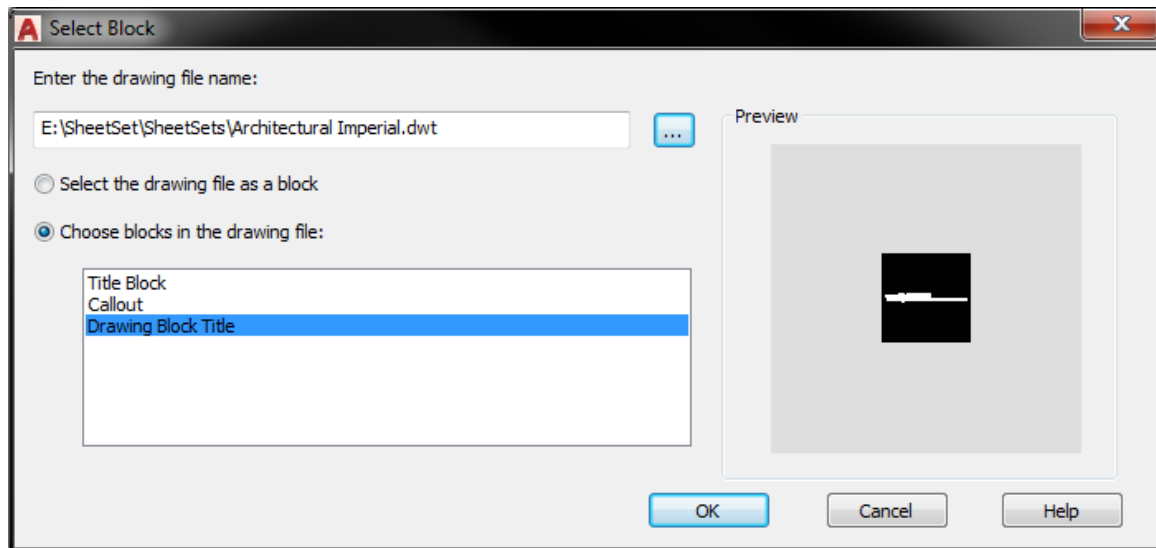 Select Block
Enter the drawing file name:
E:\SheetSet\SheetSets\Architectural Imperial.dwt
...
Preview
Select the drawing file as a block
Choose blocks in the drawing file:
Title Block
Callout
Drawing Block Title
OK
Cancel
Help